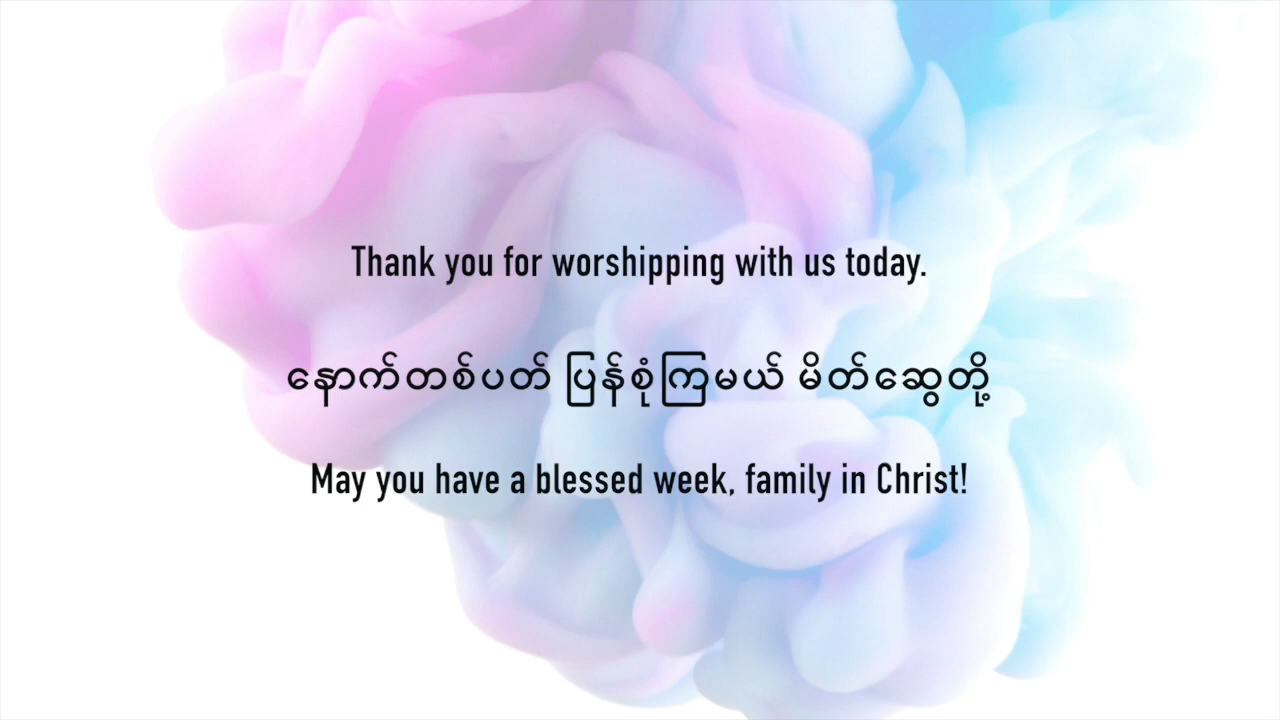 Thank you for worshipping with us today.
နောက်တစ်ပတ် ပြန်စုံကြမယ် မိတ်ဆွေတို့
May you have a blessed week, family in Christ!